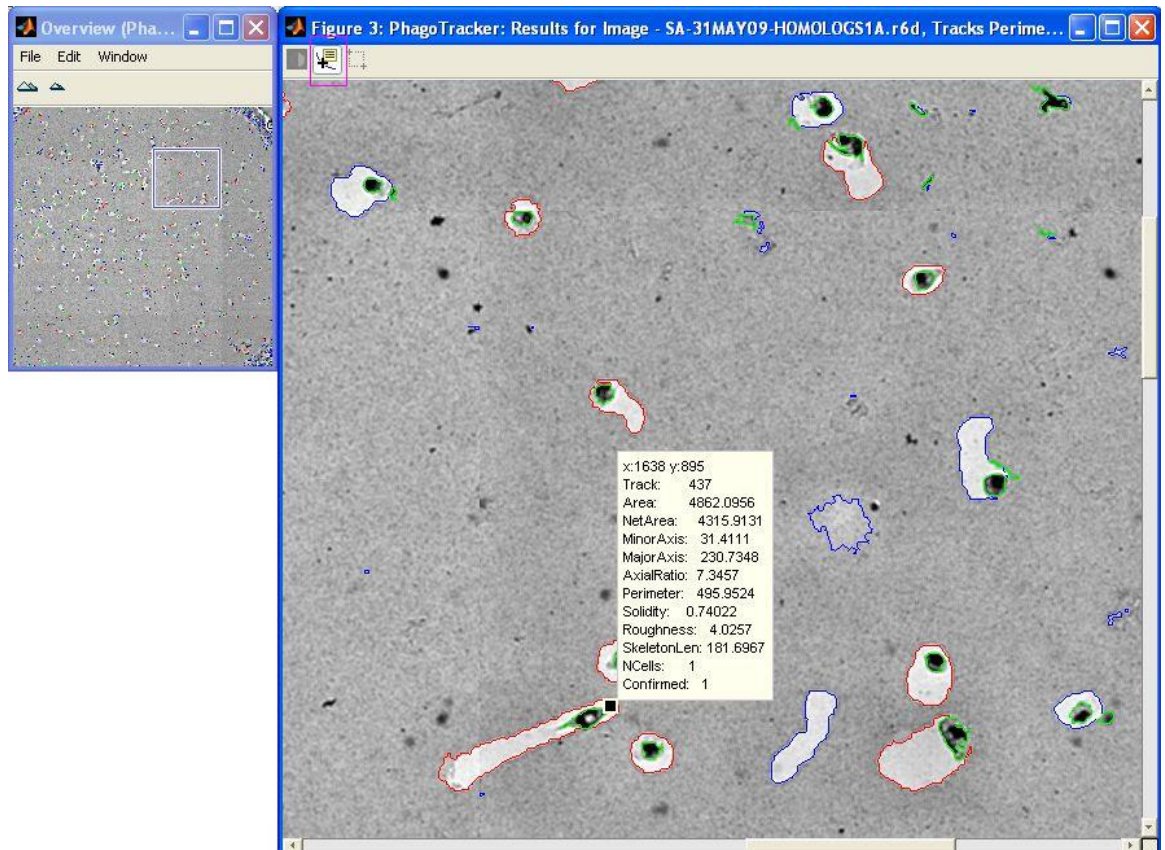 Overview (Pha...
File Edit Window
Figure 3: PhagoTracker: Results for Image - SA-31MAY09-HOMOLOGS1A.r6d, Tracks Perime...
x:1638 y:895
Track: 437
Area: 4862.0956
NetArea: 4315.9131
MinorAxis: 31.4111
MajorAxis: 230.7348
AxialRatio: 7.3457
Perimeter: 495.9524
Solidity: 0.74022
Roughness: 4.0257
SkeletonLen: 181.6967
NCells: 1
Confirmed: 1